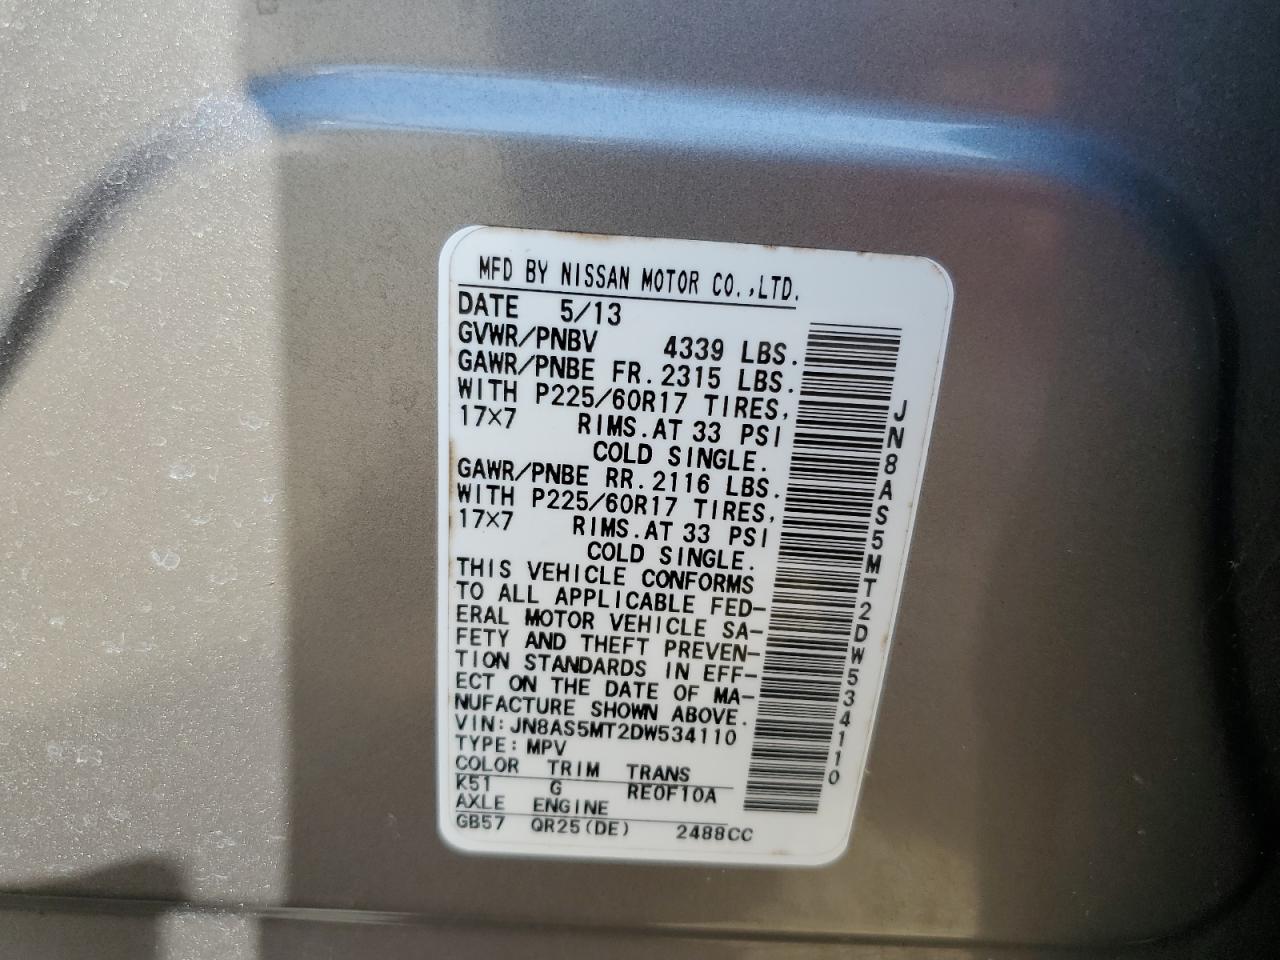 MFD BY NISSAN MOTOR CO.,LTD.
DATE 5/13
GVWR/PNBV 4339 LBS.
GAWR/PNBE FR. 2315 LBS.
WITH P225/60R17 TIRES,
17×7 RIMS.AT 33 PSI
COLD SINGLE.
GAWR/PNBE RR. 2116 LBS.
WITH P225/60R17 TIRES,
17×7 RIMS.AT 33 PSI
COLD SINGLE.
THIS VEHICLE CONFORMS
TO ALL APPLICABLE FED-
ERAL MOTOR VEHICLE SA-
FETY AND THEFT PREVEN-
TION STANDARDS IN EFF-
ECT ON THE DATE OF MA-
NUFACTURE SHOWN ABOVE.
VIN:JN8AS5MT2DW534110
TYPE:MPV
COLOR TRIM TRANS
K51 G RE0F10A
AXLE ENGINE
GB57 QR25(DE) 2488CC
JN8AS5MT2DW534110